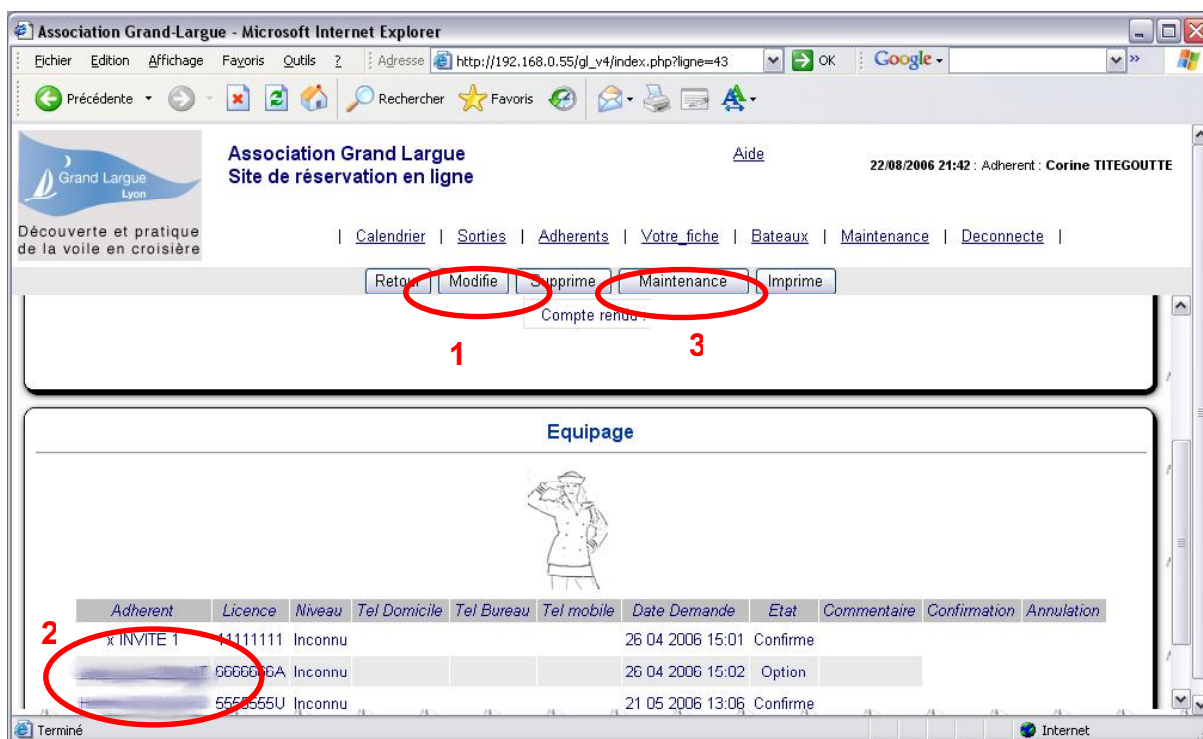 Association Grand-Largue - Microsoft Internet Explorer
Fichier Edition Affichage Favoris Outils ? Adresse http://192.168.0.55/gl_v4/index.php?ligne=43 OK Google
Précédente Rechercher Favoris
Grand Largue
Lyon
Découverte et pratique
de la voile en croisière
Association Grand Largue
Site de réservation en ligne
Aide
22/08/2006 21:42 : Adherent : Corine TITEGOUTTE
| Calendrier | Sorties | Adherents | Votre_fiche | Bateaux | Maintenance | Deconnecte |
Retour Modifie Supprime Maintenance Imprime
Compte rendu :
1
3
Equipage
Adherent Licence Niveau Tel Domicile Tel Bureau Tel mobile Date Demande Etat Commentaire Confirmation Annulation
2
x INVITE 1 11111111 Inconnu 26 04 2006 15:01 Confirme
6666666A Inconnu 26 04 2006 15:02 Option
5555555U Inconnu 21 05 2006 13:06 Confirme
Terminé Internet